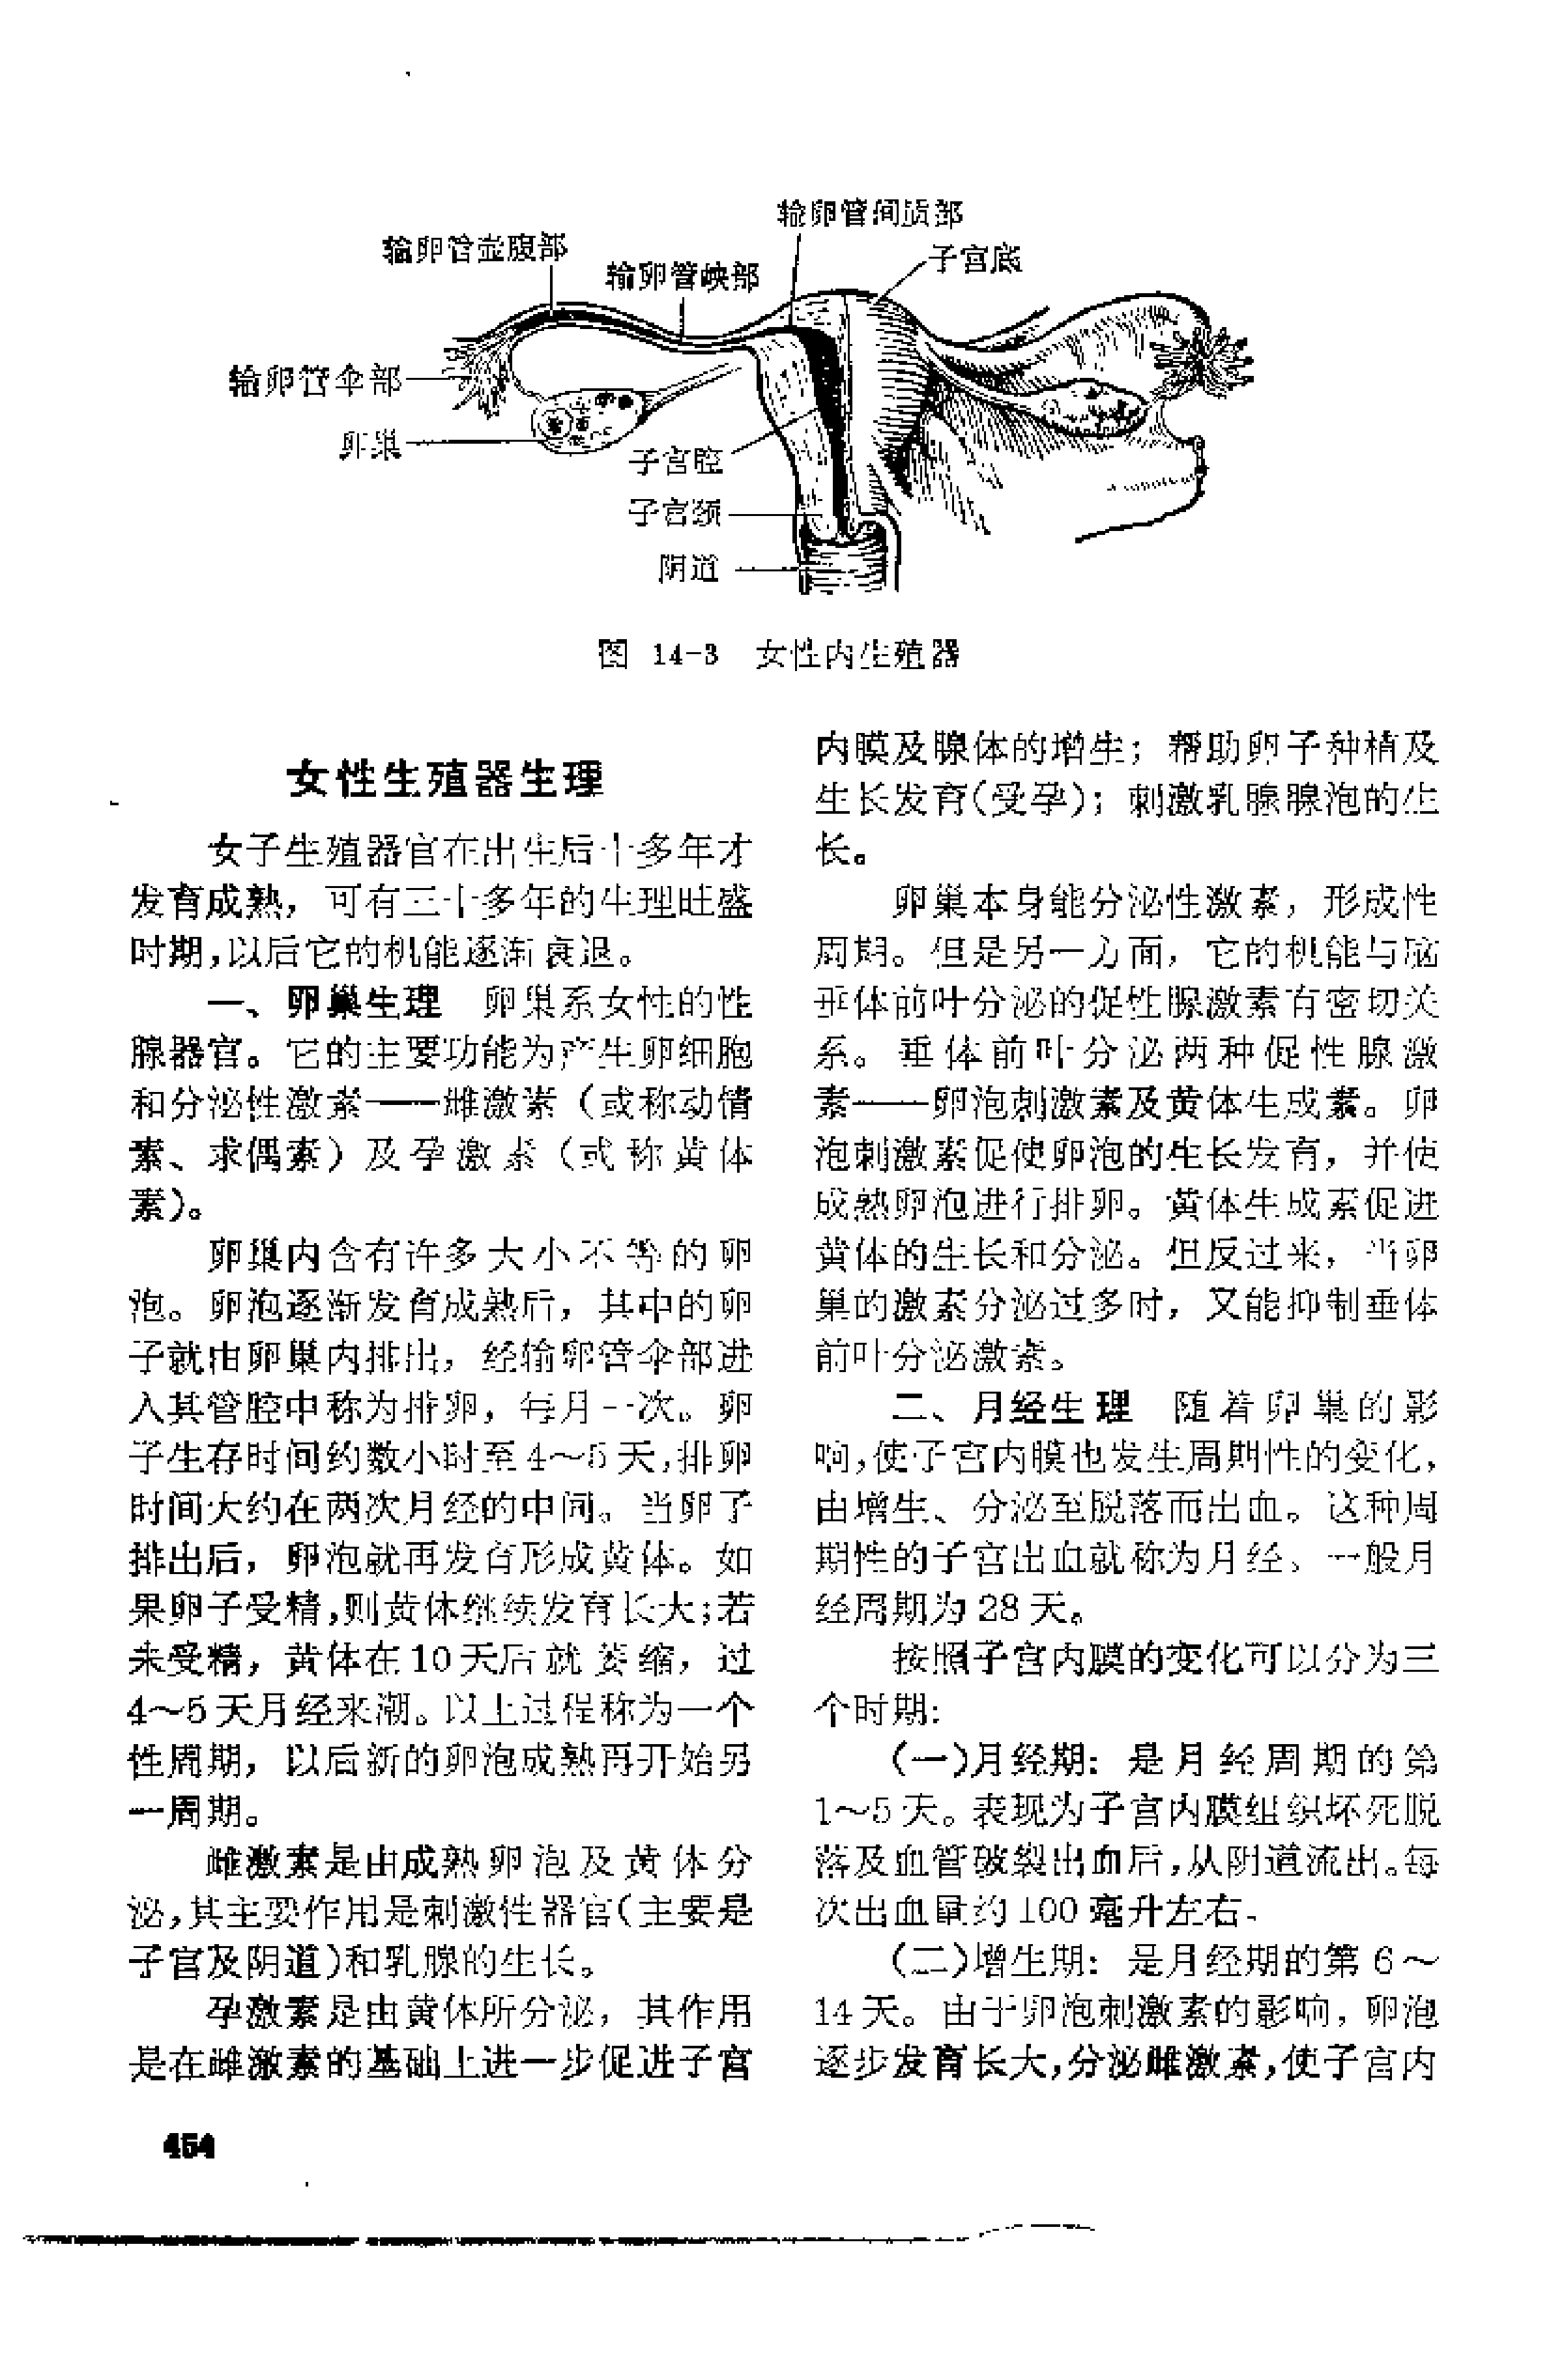 输卵管间质部
输卵管壶腹部
子宫底
输卵管峡部
输卵管伞部
卵巢
子宫腔
子宫颈
阴道
图 14-3 女性内生殖器
女性生殖器生理
女子生殖器官在出生后十多年才
发育成熟，可有三十多年的生理旺盛
时期，以后它的机能逐渐衰退。
一、卵巢生理 卵巢系女性的性
腺器官。它的主要功能为产生卵细胞
和分泌性激素——雌激素（或称动情
素、求偶素）及孕激素（或称黄体
素）。
卵巢内含有许多大小不等的卵
泡。卵泡逐渐发育成熟后，其中的卵
子就由卵巢内排出，经输卵管伞部进
入其管腔中称为排卵，每月一次。卵
子生存时间约数小时至4～5天，排卵
时间大约在两次月经的中间。当卵子
排出后，卵泡就再发育形成黄体。如
果卵子受精，则黄体继续发育长大；若
未受精，黄体在10天后就萎缩，过
4～5天月经来潮。以上过程称为一个
性周期，以后新的卵泡成熟再开始另
一周期。
雌激素是由成熟卵泡及黄体分
泌，其主要作用是刺激性器官（主要是
子宫及阴道）和乳腺的生长。
孕激素是由黄体所分泌，其作用
是在雌激素的基础上进一步促进子宫
内膜及腺体的增生；帮助卵子种植及
生长发育（受孕）；刺激乳腺腺泡的生
长。
卵巢本身能分泌性激素，形成性
周期。但是另一方面，它的机能与脑
垂体前叶分泌的促性腺激素有密切关
系。垂体前叶分泌两种促性腺激
素——卵泡刺激素及黄体生成素。卵
泡刺激素促使卵泡的生长发育，并使
成熟卵泡进行排卵。黄体生成素促进
黄体的生长和分泌。但反过来，当卵
巢的激素分泌过多时，又能抑制垂体
前叶分泌激素。
二、月经生理 随着卵巢的影
响，使子宫内膜也发生周期性的变化，
由增生、分泌至脱落而出血。这种周
期性的子宫出血就称为月经。一般月
经周期为28天。
按照子宫内膜的变化可以分为三
个时期：
（一）月经期：是月经周期的第
1～5天。表现为子宫内膜组织坏死脱
落及血管破裂出血后，从阴道流出。每
次出血量约100毫升左右。
（二）增生期：是月经期的第6～
14天。由于卵泡刺激素的影响，卵泡
逐步发育长大，分泌雌激素，使子宫内
454